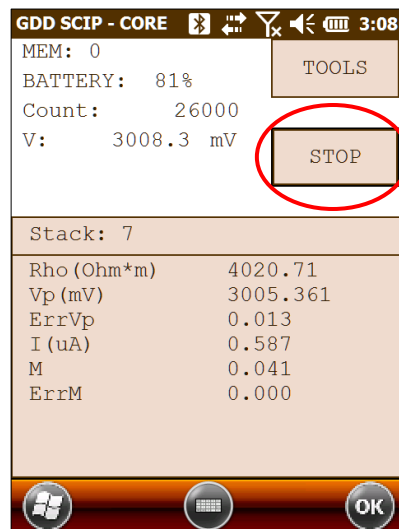 GDD SCIP - CORE 3:08
MEM: 0
TOOLS
BATTERY: 81%
Count: 26000
V: 3008.3 mV
STOP
Stack: 7
Rho(Ohm*m) 4020.71
Vp(mV) 3005.361
ErrVp 0.013
I(uA) 0.587
M 0.041
ErrM 0.000
OK